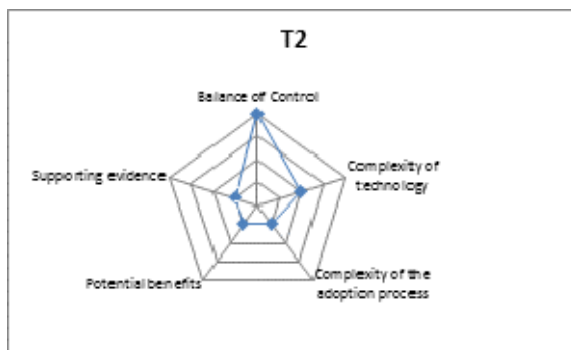 T2
Balance of Control
Supporting evidence
Complexity of
technology
Potential benefits
Complexity of the
adoption process